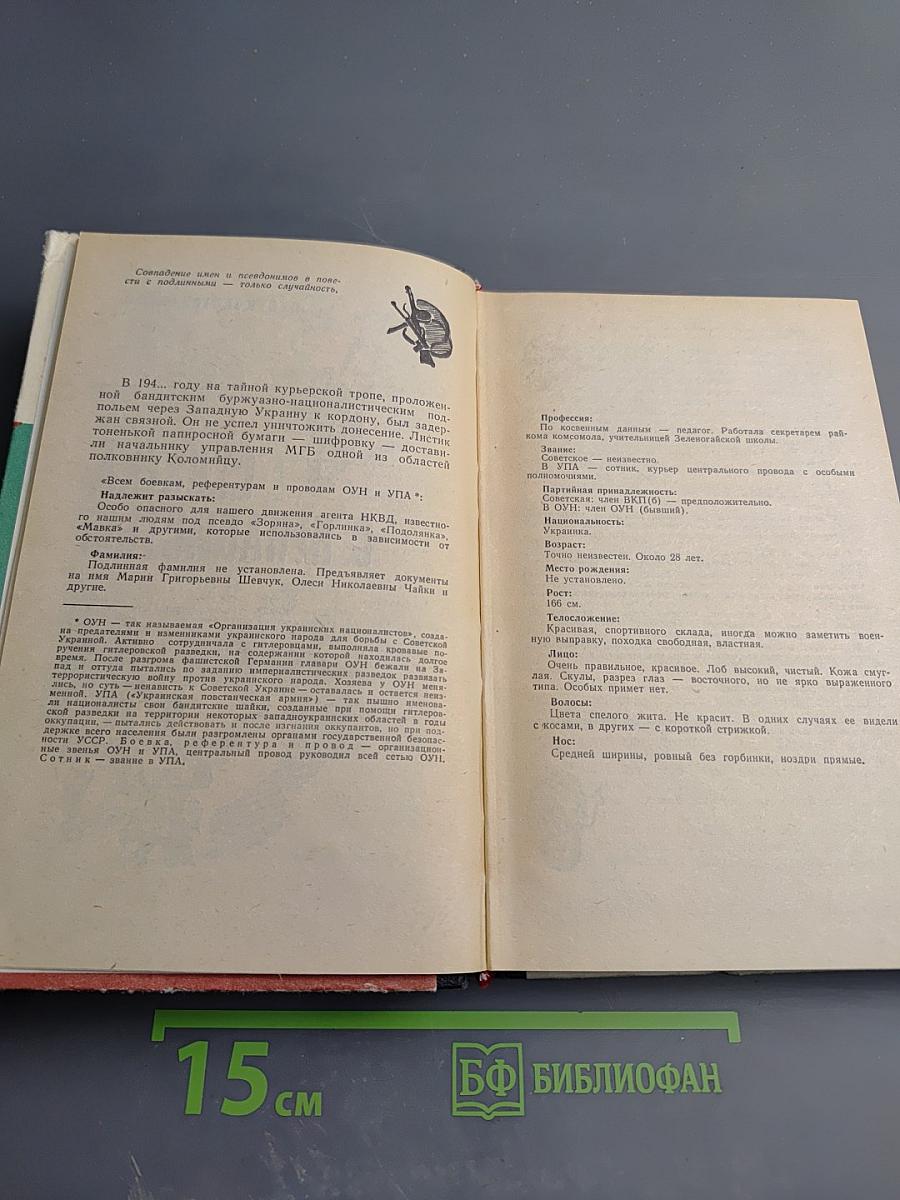 Совпадение имен и псевдонимов в пове-
сти с подлинными — только случайность.
В 194... году на тайной курьерской тропе, проложен-
ной бандитским буржуазно-националистическим под-
польем через Западную Украину к кордону, был задер-
жан связной. Он не успел уничтожить донесение. Листик
тоненькой папиросной бумаги — шифровку — достави-
ли начальнику управления МГБ одной из областей
полковнику Коломийцу.
«Всем боевкам, референтурам и проводам ОУН и УПА*:
Надлежит разыскать:
Особо опасного для нашего движения агента НКВД, известно-
го нашим людям под псевдо «Зоряна», «Горлинка», «Подолянка»,
«Мавка» и другими, которые использовались в зависимости от
обстоятельств.
Фамилия:
Подлинная фамилия не установлена. Предъявляет документы
на имя Марии Григорьевны Шевчук, Олеси Николаевны Чайки и
другие.
* ОУН — так называемая «Организация украинских националистов», созда-
на предателями и изменниками украинского народа для борьбы с Советской
Украиной. Активно сотрудничала с гитлеровцами, выполняла кровавые по-
ручения гитлеровской разведки, на содержании которой находилась долгое
время. После разгрома фашистской Германии главари ОУН бежали на За-
пад и оттуда пытались по заданию империалистических разведок развязать
террористическую войну против украинского народа. Хозяева у ОУН меня-
лись, но суть — ненависть к Советской Украине — оставалась и остается неиз-
менной. УПА («Украинская повстанческая армия») — так пышно именова-
ли националисты свои бандитские шайки, созданные при помощи гитлеров-
ской разведки на территории некоторых западноукраинских областей в годы
оккупации, — пытались действовать и после изгнания оккупантов, но при под-
держке всего населения были разгромлены органами государственной безопас-
ности УССР. Боевка, референтура и провод — организацион-
ные звенья ОУН и УПА, центральный провод руководил всей сетью ОУН.
Сотник — звание в УПА.
Профессия:
По косвенным данным — педагог. Работала секретарем рай-
кома комсомола, учительницей Зеленогайской школы.
Звание:
Советское — неизвестно.
В УПА — сотник, курьер центрального провода с особыми
полномочиями.
Партийная принадлежность:
Советская: член ВКП(б) — предположительно.
В ОУН: член ОУН (бывший).
Национальность:
Украинка.
Возраст:
Точно неизвестен. Около 28 лет.
Место рождения:
Не установлено.
Рост:
166 см.
Телосложение:
Красивая, спортивного склада, иногда можно заметить воен-
ную выправку, походка свободная, властная.
Лицо:
Очень правильное, красивое. Лоб высокий, чистый. Кожа смуг-
лая. Скулы, разрез глаз — восточного, но не ярко выраженного
типа. Особых примет нет.
Волосы:
Цвета спелого жита. Не красит. В одних случаях ее видели
с косами, в других — с короткой стрижкой.
Нос:
Средней ширины, ровный без горбинки, ноздри прямые.
15 см
БФ БИБЛИОФАН